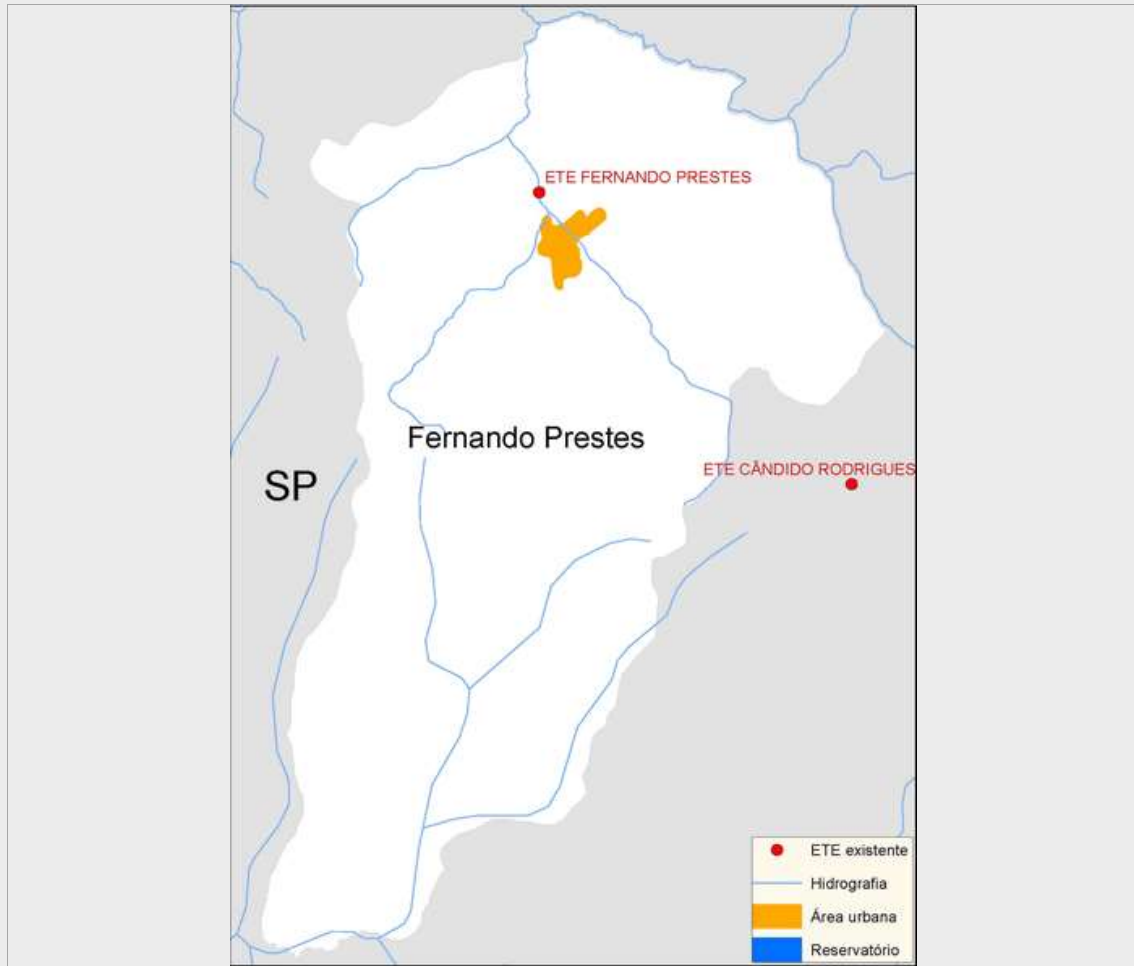 ETE FERNANDO PRESTES
Fernando Prestes
ETE CÂNDIDO RODRIGUES
SP
ETE existente
Hidrografia
Área urbana
Reservatório